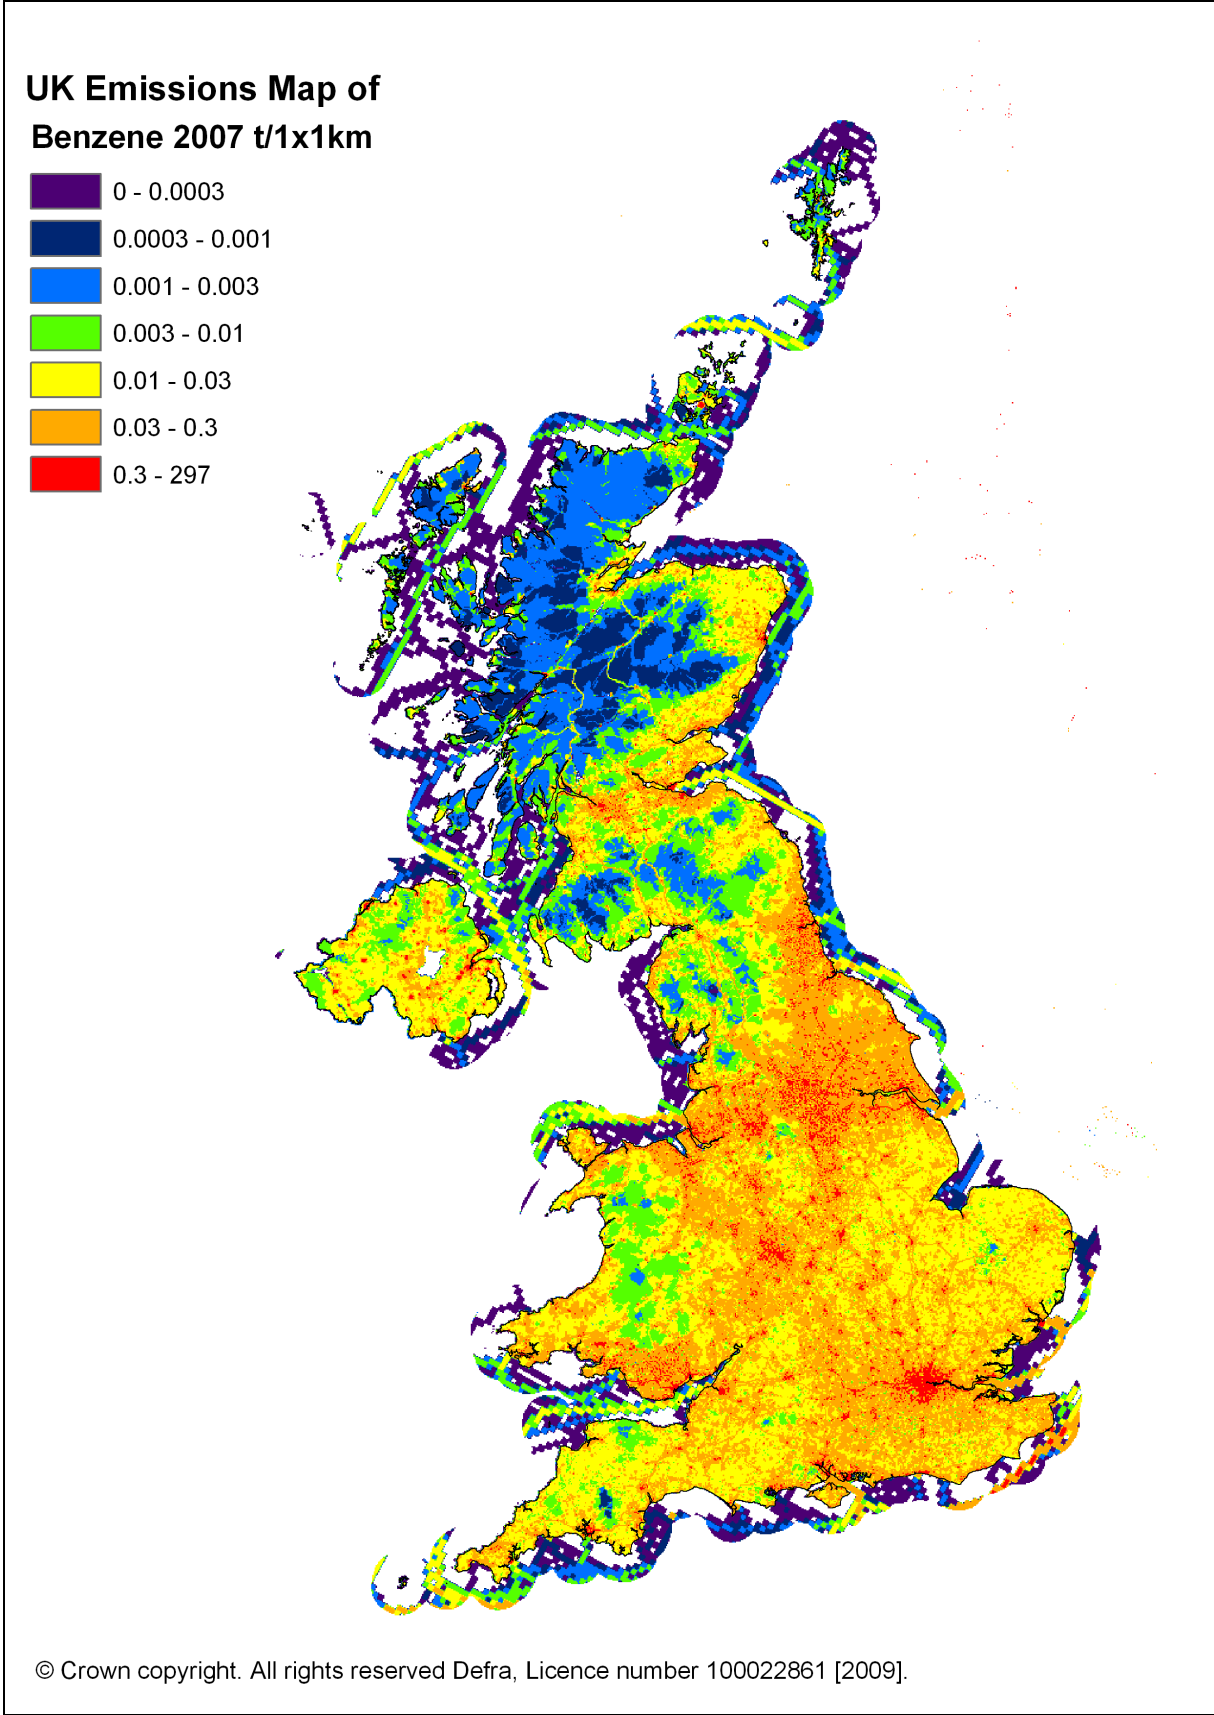 UK Emissions Map of
Benzene 2007 t/1x1km
0 - 0.0003
0.0003 - 0.001
0.001 - 0.003
0.003 - 0.01
0.01 - 0.03
0.03 - 0.3
0.3 - 297
© Crown copyright. All rights reserved Defra, Licence number 100022861 [2009].